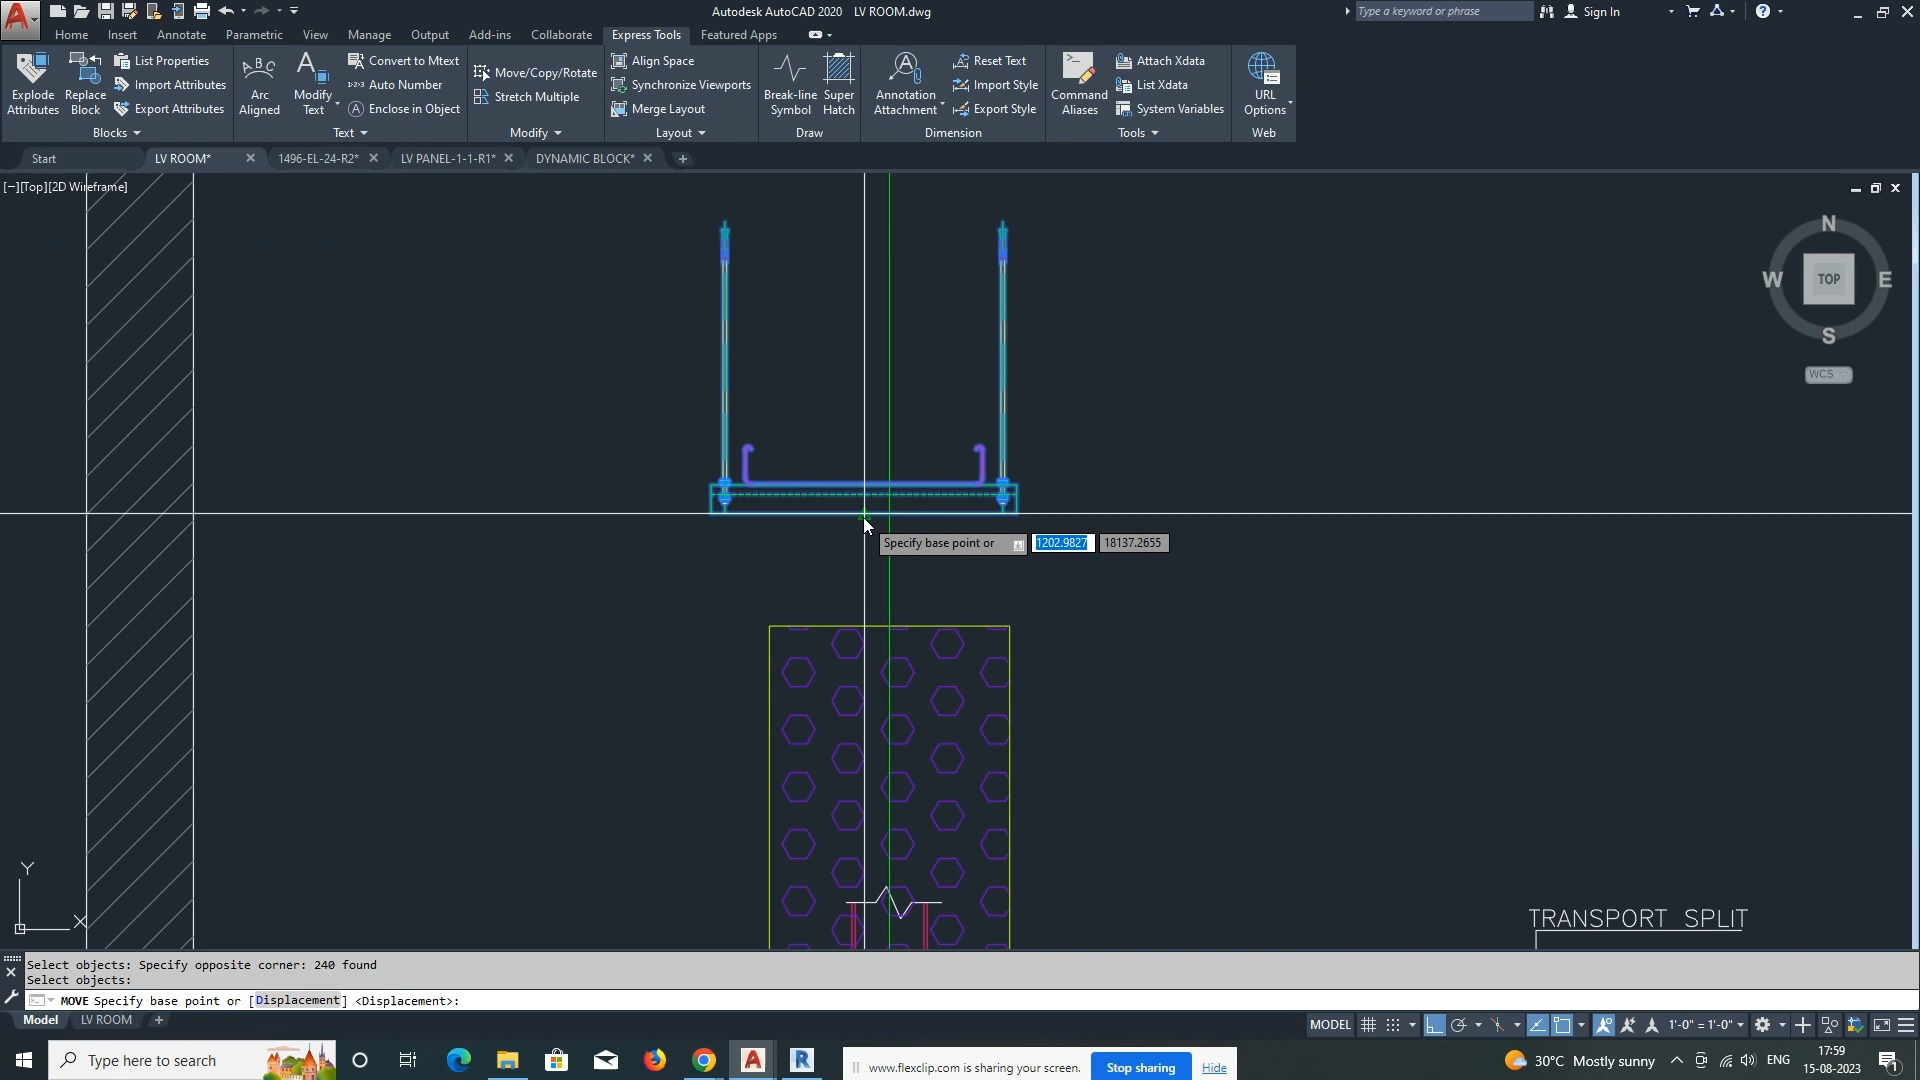 Autodesk AutoCAD 2020 LV ROOM.dwg
Type a keyword or phrase
Sign In
Home Insert Annotate Parametric View Manage Output Add-ins Collaborate Express Tools Featured Apps
Explode Attributes
Replace Block
List Properties
Import Attributes
Export Attributes
Blocks
ABC
Arc Aligned
Modify Text
Convert to Mtext
Auto Number
Enclose in Object
Text
Move/Copy/Rotate
Stretch Multiple
Modify
Align Space
Synchronize Viewports
Merge Layout
Layout
Break-line Symbol
Super Hatch
Draw
Annotation Attachment
Reset Text
Import Style
Export Style
Dimension
Command Aliases
Attach Xdata
List Xdata
System Variables
Tools
URL Options
Web
Start LV ROOM* 1496-EL-24-R2* LV PANEL-1-1-R1* DYNAMIC BLOCK*
[−][Top][2D Wireframe]
N
W TOP E
S
WCS
Specify base point or 1202.9827 18137.2655
Y
X
TRANSPORT SPLIT
Select objects: Specify opposite corner: 240 found
Select objects:
MOVE Specify base point or [Displacement] <Displacement>:
Model LV ROOM
MODEL 1'-0" = 1'-0"
Type here to search
www.flexclip.com is sharing your screen. Stop sharing Hide
30°C Mostly sunny
ENG
17:59
15-08-2023